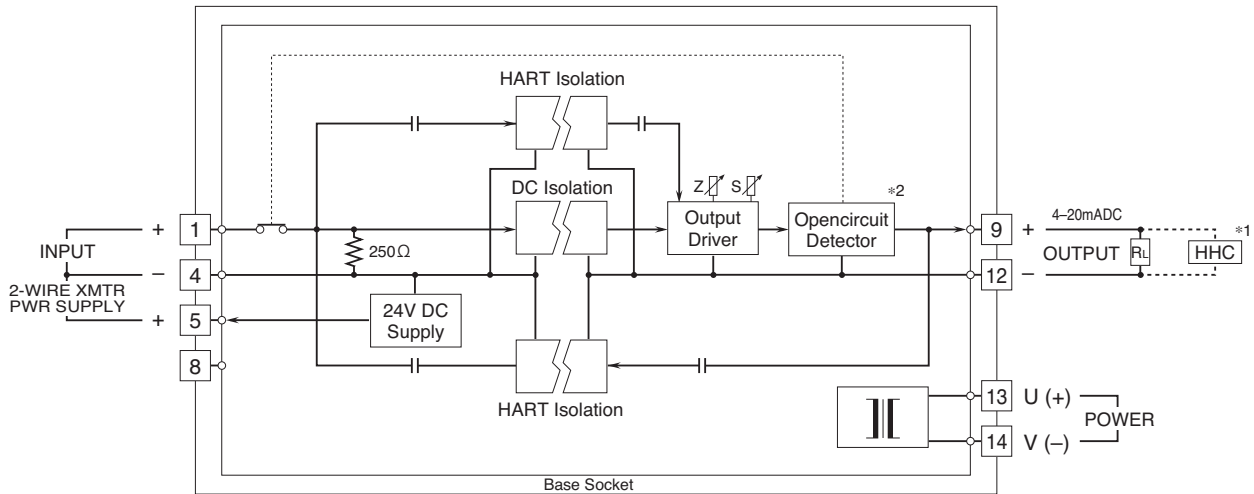 HART Isolation
DC Isolation
Z
S
*2
Output
Driver
Opencircuit
Detector
INPUT
+
1
−
4
2-WIRE XMTR
PWR SUPPLY
+
5
8
250Ω
24V DC
Supply
9
+
4–20mADC
*1
OUTPUT
RL
HHC
12
−
HART Isolation
13
U (+)
POWER
14
V (–)
Base Socket